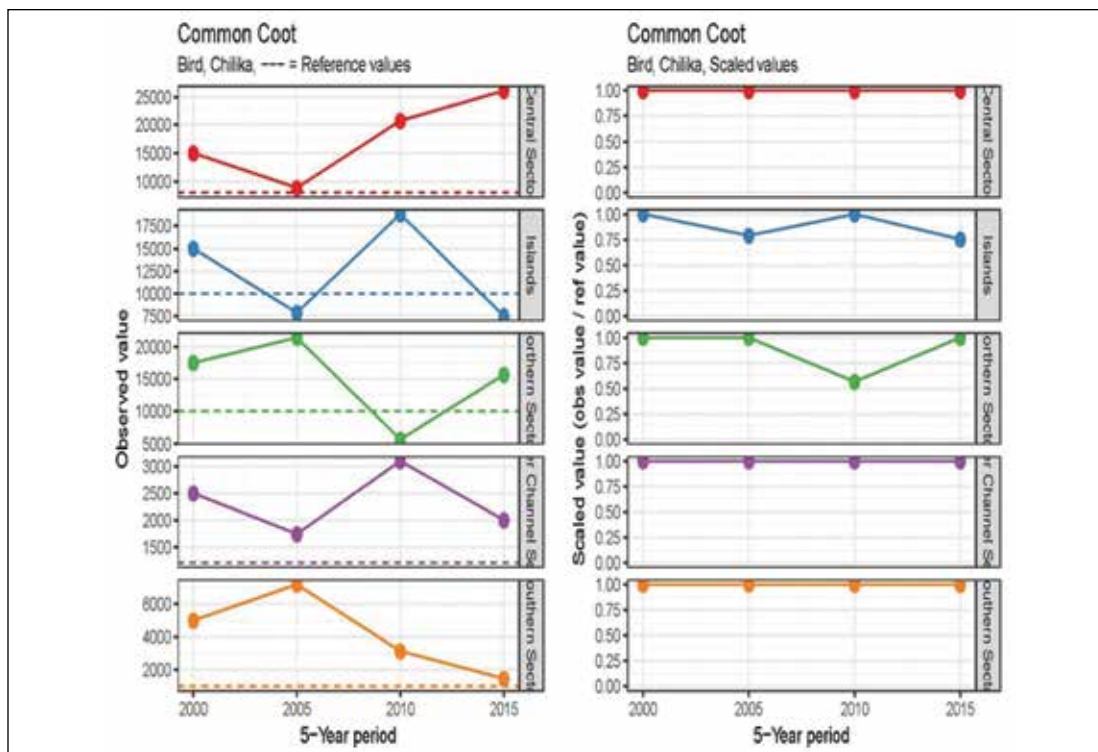 Common Coot
Bird, Chilika, --- = Reference values
Observed value
25000
20000
15000
10000
Central Secto
17500
15000
12500
10000
7500
Islands
20000
15000
10000
5000
orthern Secto
3000
2500
2000
1500
er Channel Se
6000
4000
2000
outhern Secto
2000
2005
2010
2015
5-Year period
Common Coot
Bird, Chilika, Scaled values
Scaled value (obs value / ref value)
1.00
0.75
0.50
0.25
0.00
Central Secto
1.00
0.75
0.50
0.25
0.00
Islands
1.00
0.75
0.50
0.25
0.00
orthern Secto
1.00
0.75
0.50
0.25
0.00
er Channel Se
1.00
0.75
0.50
0.25
0.00
outhern Secto
2000
2005
2010
2015
5-Year period